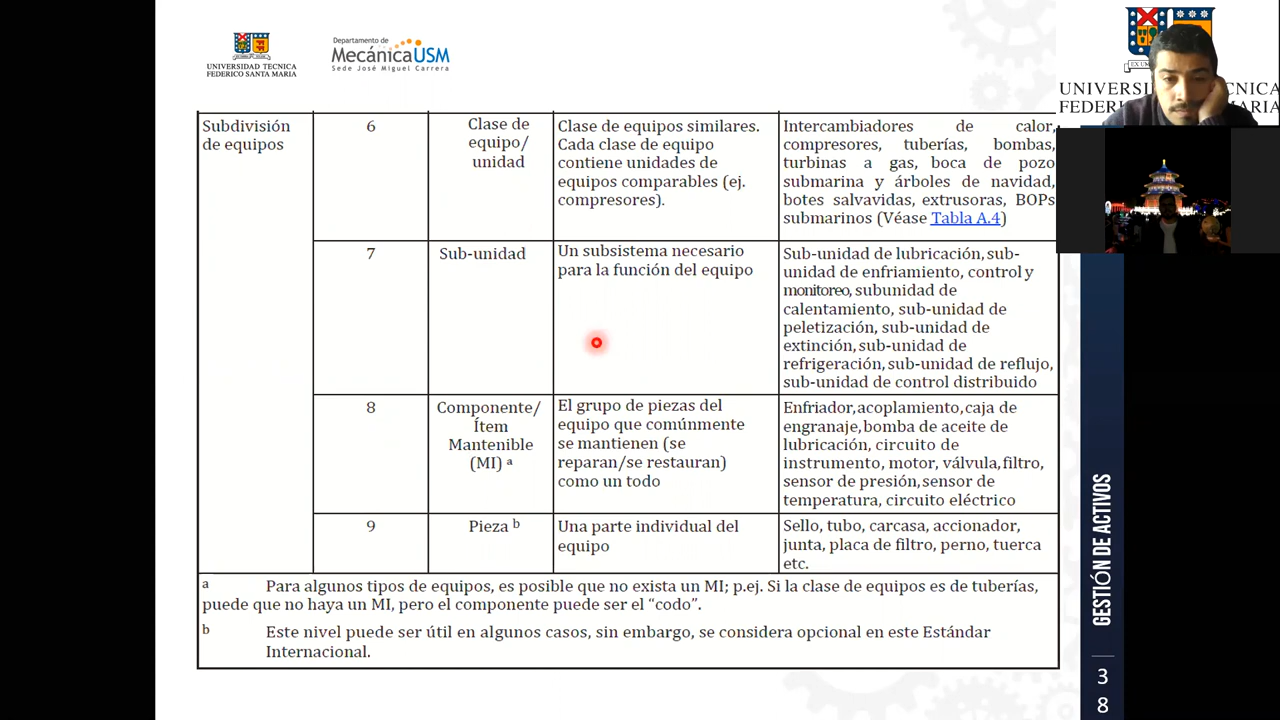 UNIVERSIDAD TECNICA
FEDERICO SANTA MARIA
Departamento de
MecánicaUSM
Sede José Miguel Carrera
Subdivisión
de equipos
6
Clase de
equipo/
unidad
Clase de equipos similares.
Cada clase de equipo
contiene unidades de
equipos comparables (ej.
compresores).
Intercambiadores de calor,
compresores, tuberías, bombas,
turbinas a gas, boca de pozo
submarina y árboles de navidad,
botes salvavidas, extrusoras, BOPs
submarinos (Véase Tabla A.4)
7
Sub-unidad
Un subsistema necesario
para la función del equipo
Sub-unidad de lubricación, sub-
unidad de enfriamiento, control y
monitoreo, subunidad de
calentamiento, sub-unidad de
peletización, sub-unidad de
extinción, sub-unidad de
refrigeración, sub-unidad de reflujo,
sub-unidad de control distribuido
8
Componente/
Ítem
Mantenible
(MI) a
El grupo de piezas del
equipo que comúnmente
se mantienen (se
reparan/se restauran)
como un todo
Enfriador, acoplamiento, caja de
engranaje, bomba de aceite de
lubricación, circuito de
instrumento, motor, válvula, filtro,
sensor de presión, sensor de
temperatura, circuito eléctrico
9
Pieza b
Una parte individual del
equipo
Sello, tubo, carcasa, accionador,
junta, placa de filtro, perno, tuerca
etc.
a Para algunos tipos de equipos, es posible que no exista un MI; p.ej. Si la clase de equipos es de tuberías,
puede que no haya un MI, pero el componente puede ser el “codo”.
b Este nivel puede ser útil en algunos casos, sin embargo, se considera opcional en este Estándar
Internacional.
GESTIÓN DE ACTIVOS
3
8